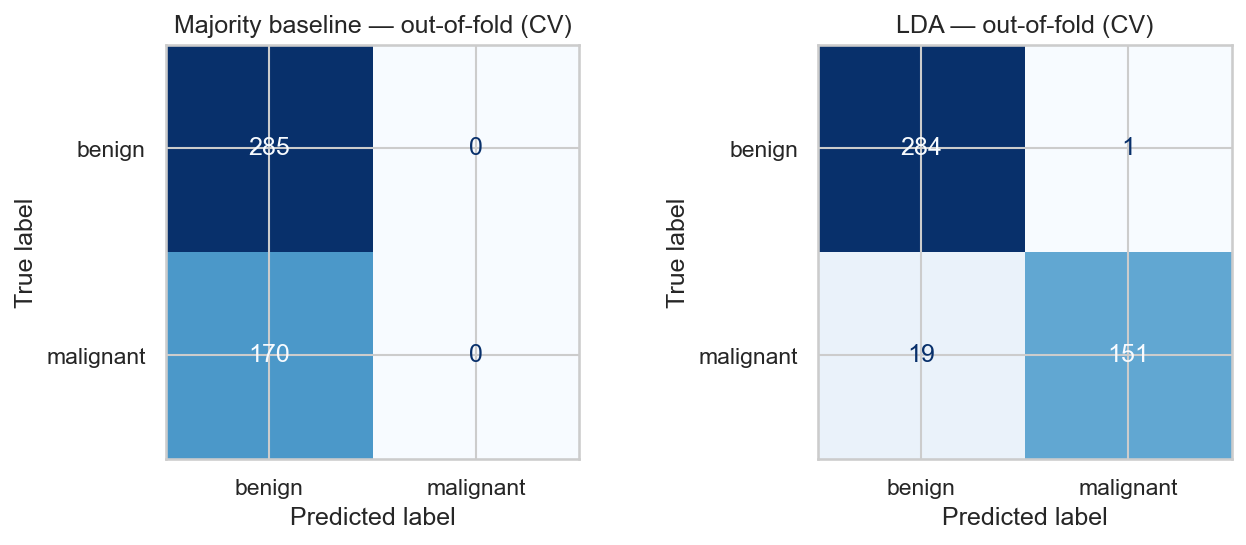 Majority baseline — out-of-fold (CV)
True label
benign
285
0
malignant
170
0
benign
malignant
Predicted label
LDA — out-of-fold (CV)
True label
benign
284
1
malignant
19
151
benign
malignant
Predicted label